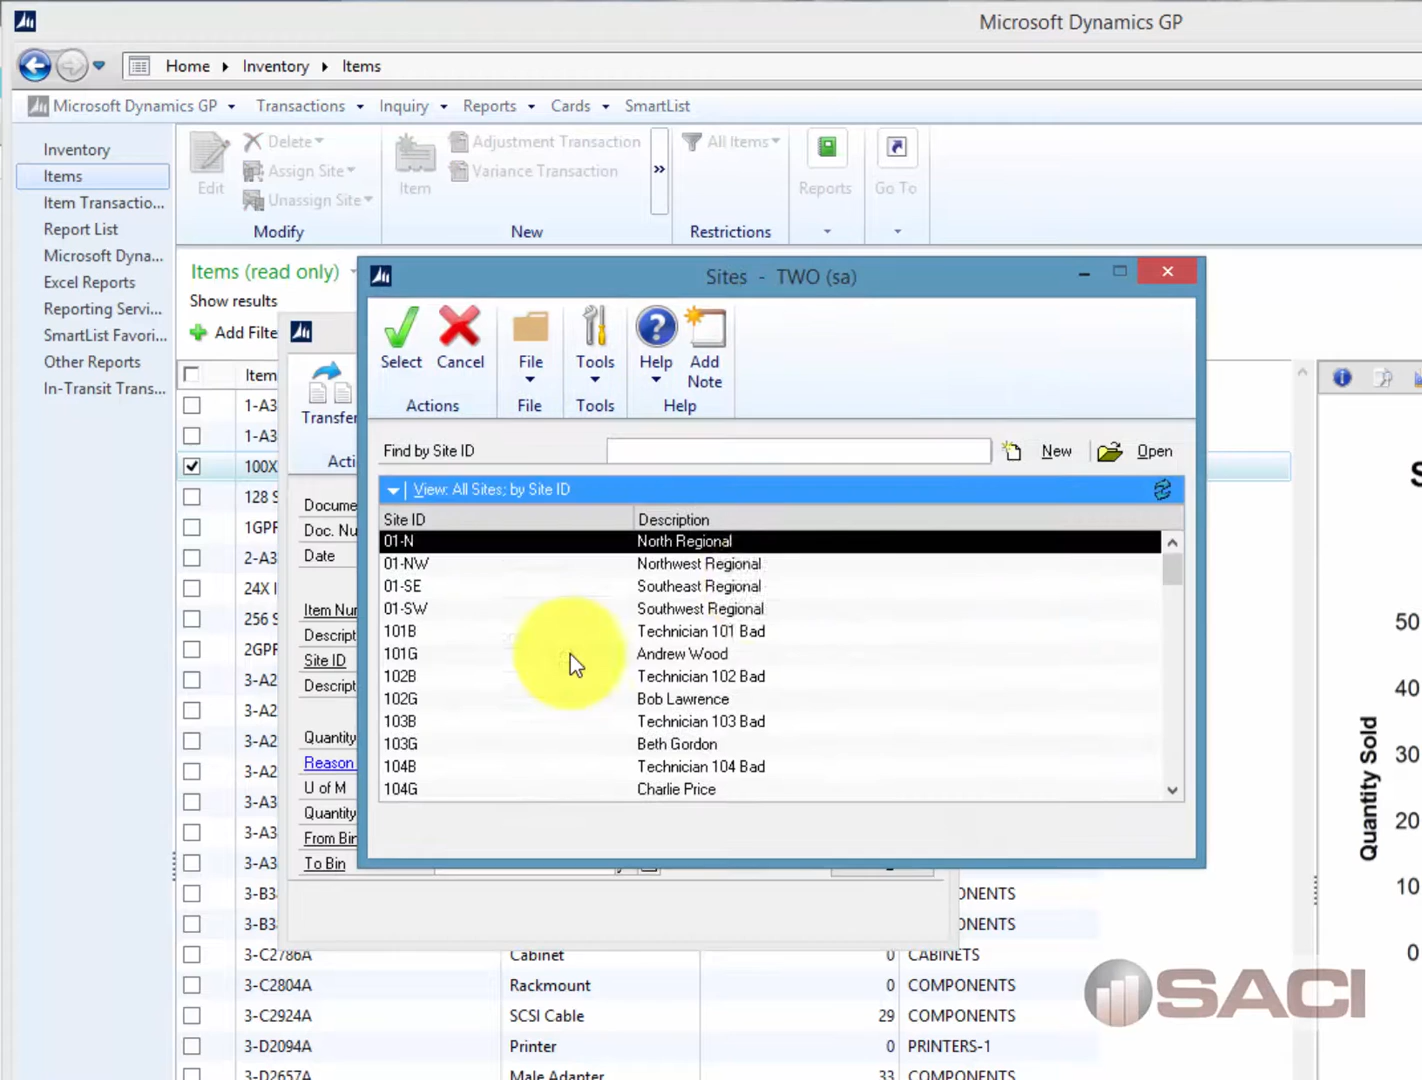 Microsoft Dynamics GP
Home Inventory Items
Microsoft Dynamics GP Transactions Inquiry Reports Cards SmartList
Inventory
Items
Item Transactio...
Report List
Microsoft Dyna...
Excel Reports
Reporting Servi...
SmartList Favori...
Other Reports
In-Transit Trans...
Edit
Delete
Assign Site
Unassign Site
Modify
Item
Adjustment Transaction
Variance Transaction
»
New
All Items
Restrictions
Reports
Go To
Items (read only)
Show results
Add Filte
Item
1-A3
1-A3
100X
128 S
1GPF
2-A3
24X I
256 S
2GPF
3-A2
3-A2
3-A2
3-A2
3-A3
3-A3
3-A3
3-B3
3-B3
Transfer
Acti
Docume
Doc. Nu
Date
Item Num
Descript
Site ID
Descript
Quantity
Reason
U of M
Quantity
From Bin
To Bin
Sites - TWO (sa)
Select
Cancel
File
Tools
Help
Add
Note
Actions
File
Tools
Help
Find by Site ID
New
Open
View: All Sites; by Site ID
Site ID Description
01-N North Regional
01-NW Northwest Regional
01-SE Southeast Regional
01-SW Southwest Regional
101B Technician 101 Bad
101G Andrew Wood
102B Technician 102 Bad
102G Bob Lawrence
103B Technician 103 Bad
103G Beth Gordon
104B Technician 104 Bad
104G Charlie Price
ONENTS
ONENTS
3-C2786A Cabinet 0 CABINETS
3-C2804A Rackmount 0 COMPONENTS
3-C2924A SCSI Cable 29 COMPONENTS
3-D2094A Printer 0 PRINTERS-1
3-D2657A Male Adapter 33 COMPONENTS
S
Quantity Sold
50
40
30
20
10
0
SACI